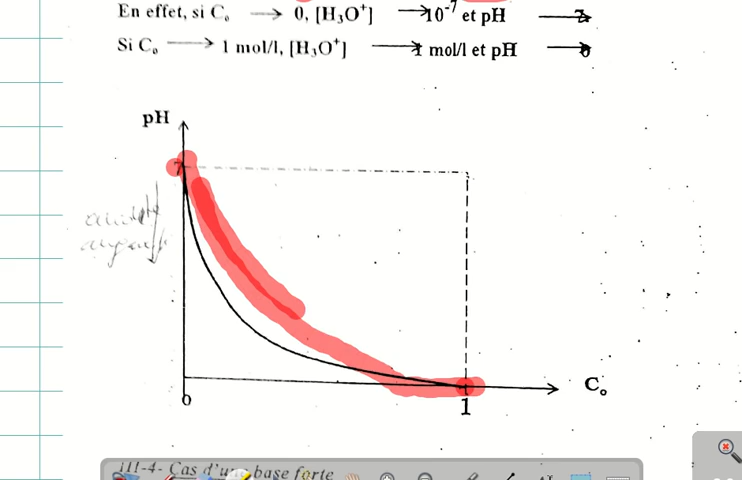 En effet, si C₀ → 0, [H₃O⁺] → 10⁻⁷ et pH → 7
Si C₀ → 1 mol/l, [H₃O⁺] → 1 mol/l et pH → 0
pH
7
acidité
0
1
C₀
III-4- Cas d'une base forte